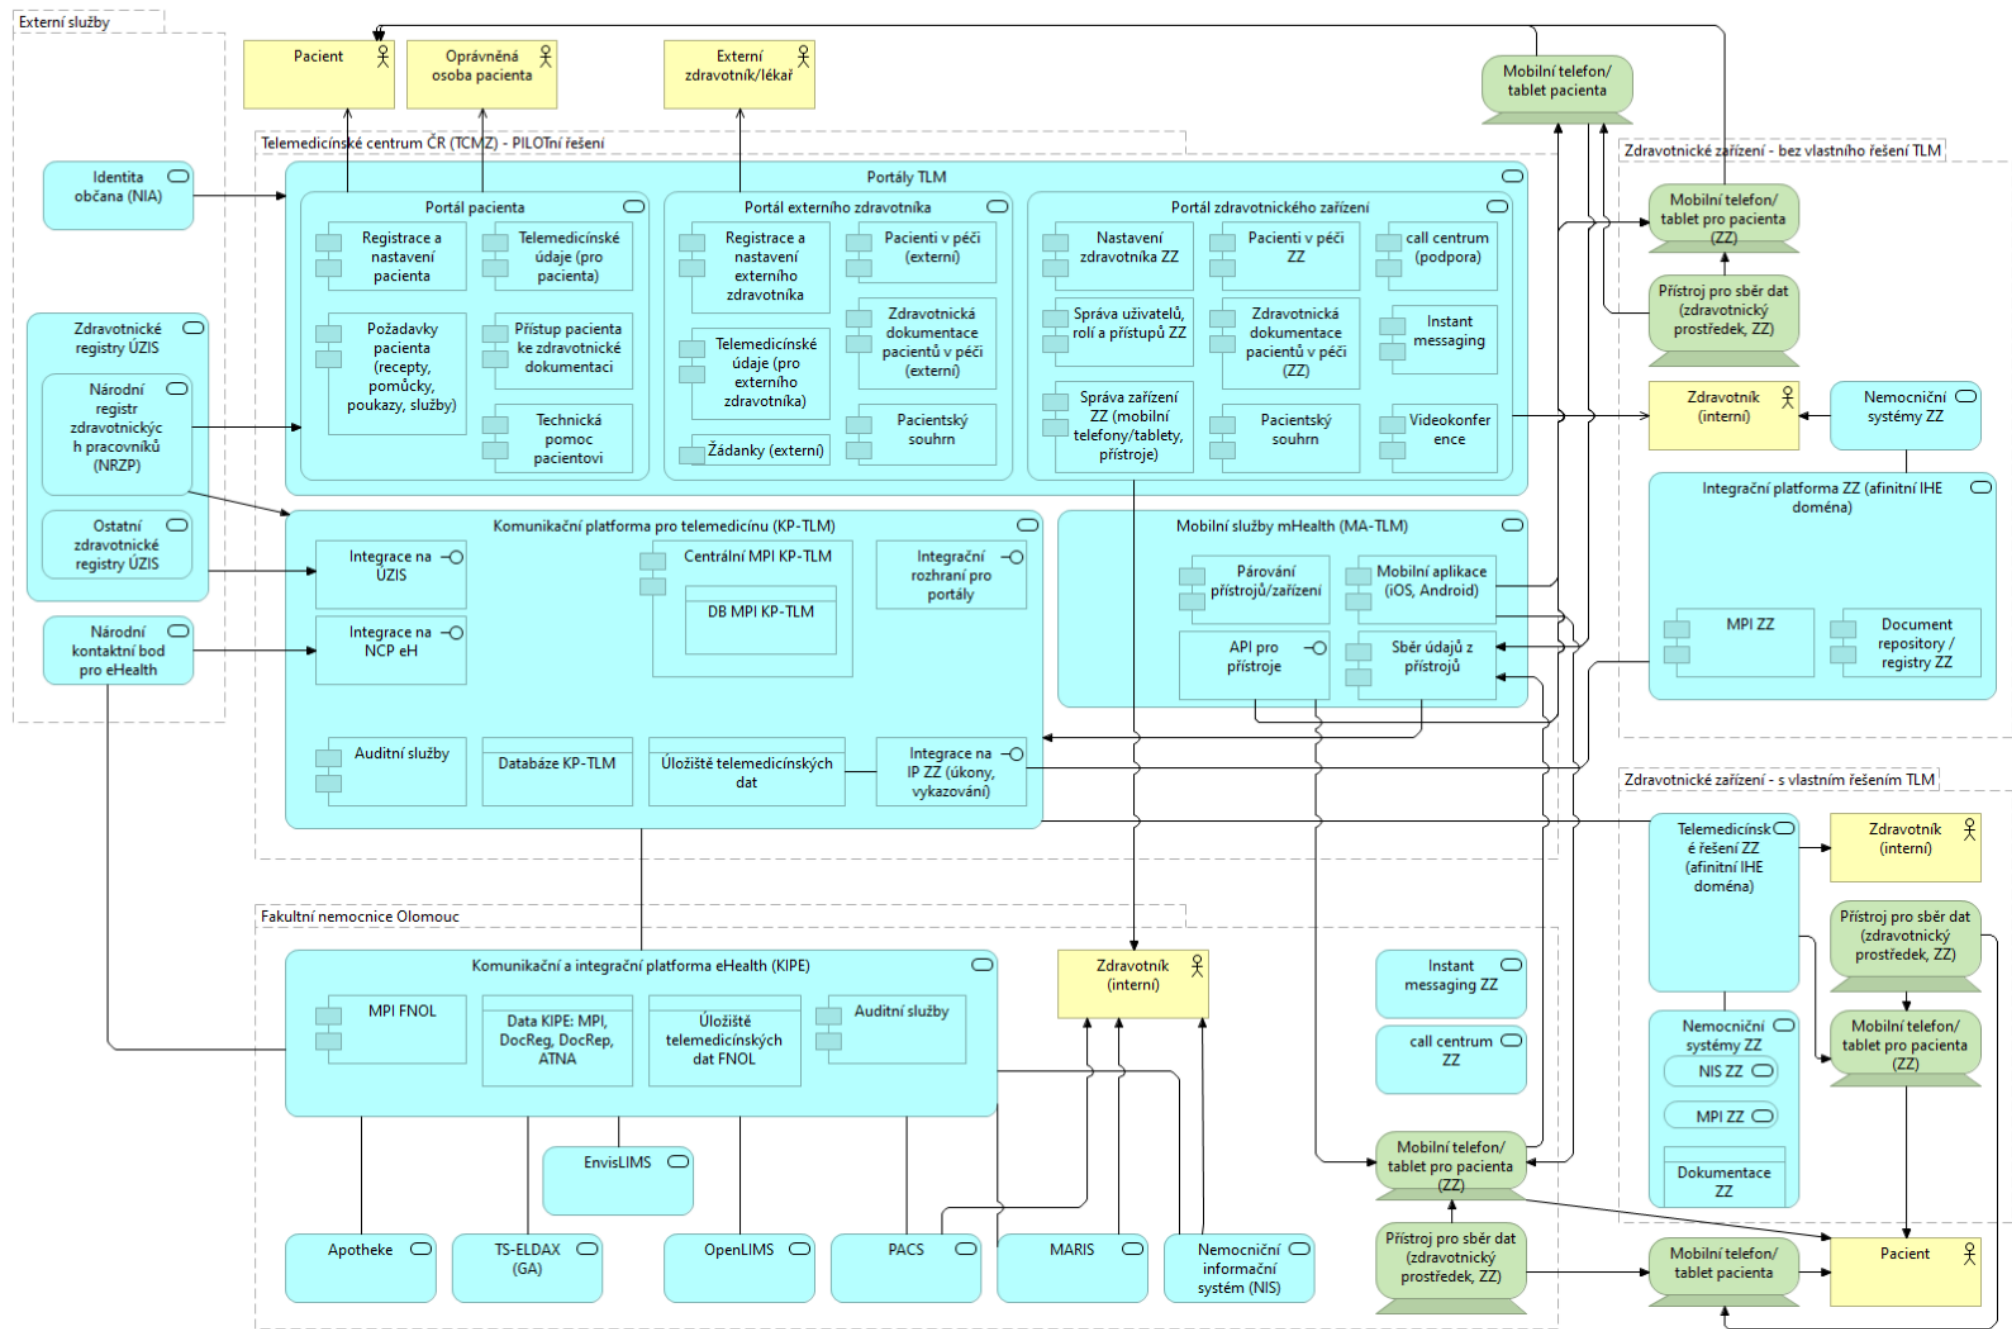 Externí služby
Pacient
Oprávněná
osoba pacienta
Externí
zdravotník/lékař
Mobilní telefon/
tablet pacienta
Telemedicínské centrum ČR (TCMZ) - PILOTní řešení
Zdravotnické zařízení - bez vlastního řešení TLM
Identita
občana (NIA)
Portály TLM
Portál pacienta
Registrace a
nastavení
pacienta
Telemedicínské
údaje (pro
pacienta)
Požadavky
pacienta
(recepty,
pomůcky,
poukazy, služby)
Přístup pacienta
ke zdravotnické
dokumentaci
Technická
pomoc
pacientovi
Portál externího zdravotníka
Registrace a
nastavení
externího
zdravotníka
Pacienti v péči
(externí)
Telemedicínské
údaje (pro
externího
zdravotníka)
Zdravotnická
dokumentace
pacientů v péči
(externí)
Žádanky (externí)
Pacientský
souhrn
Portál zdravotnického zařízení
Nastavení
zdravotníka ZZ
Pacienti v péči
ZZ
call centrum
(podpora)
Správa uživatelů,
rolí a přístupů ZZ
Zdravotnická
dokumentace
pacientů v péči
(ZZ)
Instant
messaging
Správa zařízení
ZZ (mobilní
telefony/tablety,
přístroje)
Pacientský
souhrn
Videokonfer
ence
Mobilní telefon/
tablet pro pacienta
(ZZ)
Přístroj pro sběr dat
(zdravotnický
prostředek, ZZ)
Zdravotník
(interní)
Nemocniční
systémy ZZ
Integrační platforma ZZ (afinitní IHE
doména)
MPI ZZ
Document
repository /
registry ZZ
Zdravotnické
registry ÚZIS
Národní
registr
zdravotnickýc
h pracovníků
(NRZP)
Ostatní
zdravotnické
registry ÚZIS
Národní
kontaktní bod
pro eHealth
Komunikační platforma pro telemedicínu (KP-TLM)
Integrace na
ÚZIS
Centrální MPI KP-TLM
DB MPI KP-TLM
Integrační
rozhraní pro
portály
Integrace na
NCP eH
Auditní služby
Databáze KP-TLM
Úložiště telemedicínských
dat
Integrace na
IP ZZ (úkony,
vykazování)
Mobilní služby mHealth (MA-TLM)
Párování
přístrojů/zařízení
Mobilní aplikace
(iOS, Android)
API pro
přístroje
Sběr údajů z
přístrojů
Zdravotnické zařízení - s vlastním řešením TLM
Telemedicínsk
é řešení ZZ
(afinitní IHE
doména)
Zdravotník
(interní)
Přístroj pro sběr dat
(zdravotnický
prostředek, ZZ)
Nemocniční
systémy ZZ
NIS ZZ
MPI ZZ
Dokumentace
ZZ
Mobilní telefon/
tablet pro pacienta
(ZZ)
Fakultní nemocnice Olomouc
Komunikační a integrační platforma eHealth (KIPE)
MPI FNOL
Data KIPE: MPI,
DocReg, DocRep,
ATNA
Úložiště
telemedicínských
dat FNOL
Auditní služby
Zdravotník
(interní)
Instant
messaging ZZ
call centrum
ZZ
EnvisLIMS
Apotheke
TS-ELDAX
(GA)
OpenLIMS
PACS
MARIS
Nemocniční
informační
systém (NIS)
Mobilní telefon/
tablet pro pacienta
(ZZ)
Přístroj pro sběr dat
(zdravotnický
prostředek, ZZ)
Mobilní telefon/
tablet pacienta
Pacient